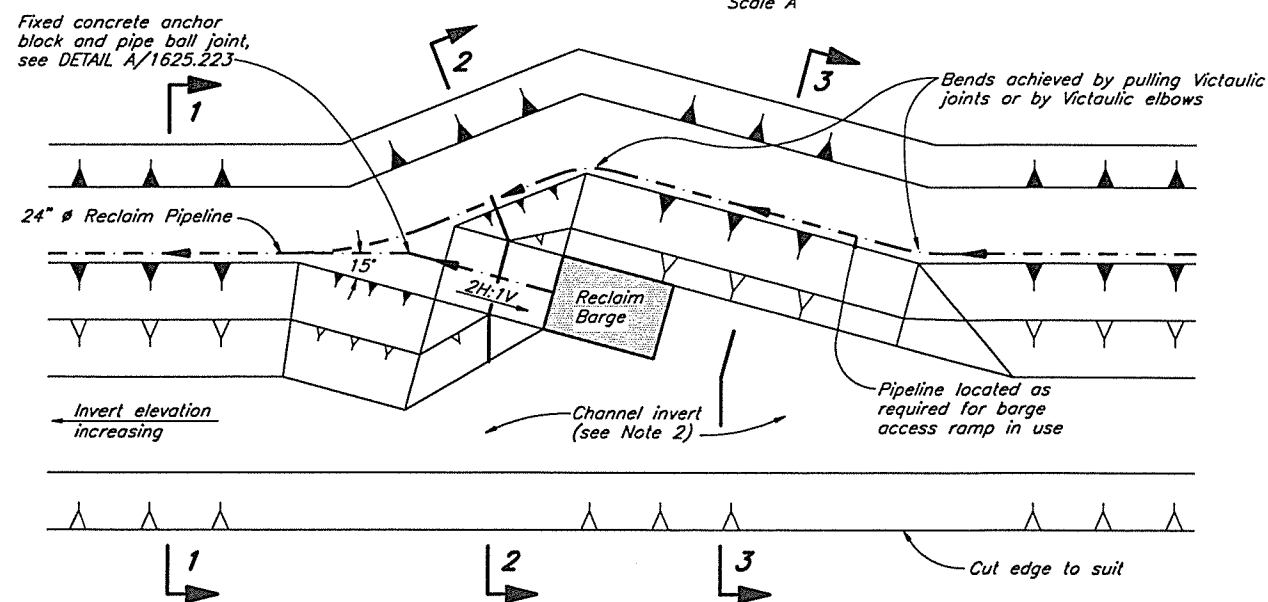 Scale A
Fixed concrete anchor
block and pipe ball joint,
see DETAIL A/1625.223
2
3
1
Bends achieved by pulling Victaulic
joints or by Victaulic elbows
24" ø Reclaim Pipeline
15°
2H:1V
Reclaim
Barge
Pipeline located as
required for barge
access ramp in use
Invert elevation
increasing
Channel invert
(see Note 2)
1
2
3
Cut edge to suit